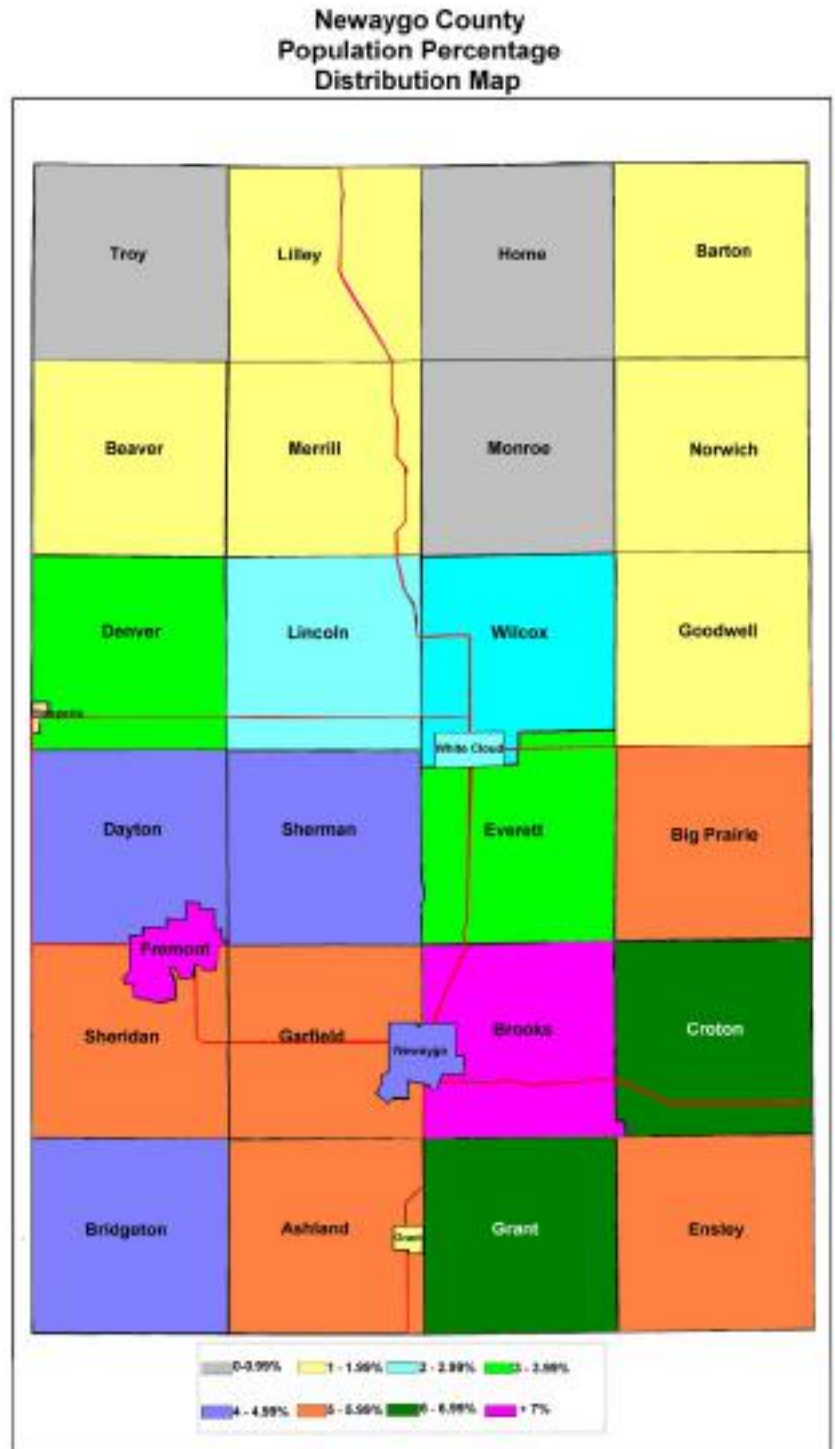 Newaygo County
Population Percentage
Distribution Map
Troy
Lilley
Home
Barton
Beaver
Merrill
Monroe
Norwich
Denver
Lincoln
Wilcox
Goodwell
White Cloud
Dayton
Sherman
Everett
Big Prairie
Fremont
Sheridan
Garfield
Newaygo
Brooks
Croton
Bridgeton
Ashland
Grant
Grant
Ensley
0-0.99%
1 - 1.99%
2 - 2.99%
3 - 3.99%
4 - 4.99%
5 - 5.99%
6 - 6.99%
+ 7%